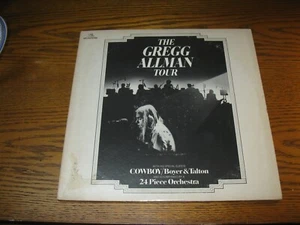 THE
GREGG
ALLMAN
TOUR
COWBOY/Boyer & Talton
24 Piece Orchestra